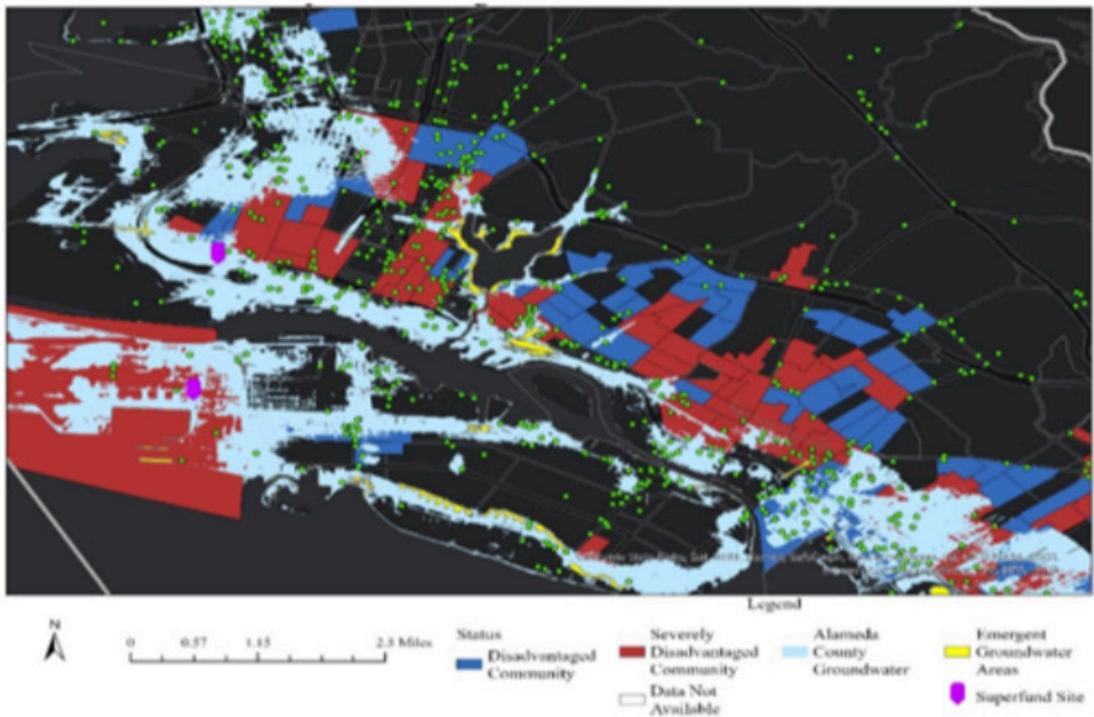 Legend
N
0 0.57 1.15 2.3 Miles
Status
Disadvantaged
Community
Severely
Disadvantaged
Community
Data Not
Available
Alameda
County
Groundwater
Emergent
Groundwater
Areas
Superfund Site